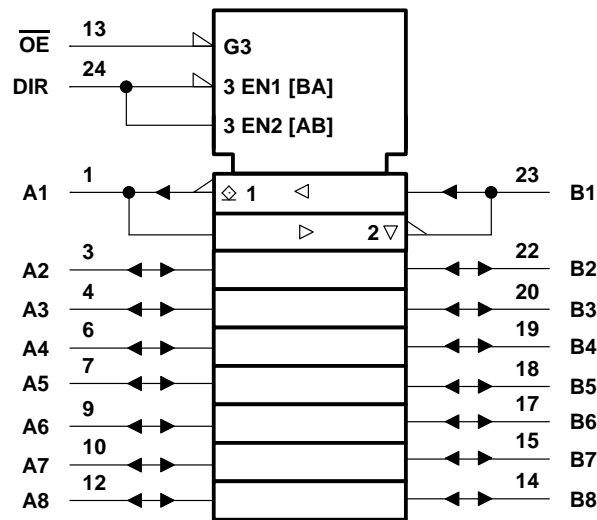 OE 13 G3
DIR 24 3 EN1 [BA]
3 EN2 [AB]
A1 1 1 23 B1
2
A2 3 22 B2
A3 4 20 B3
A4 6 19 B4
A5 7 18 B5
A6 9 17 B6
A7 10 15 B7
A8 12 14 B8